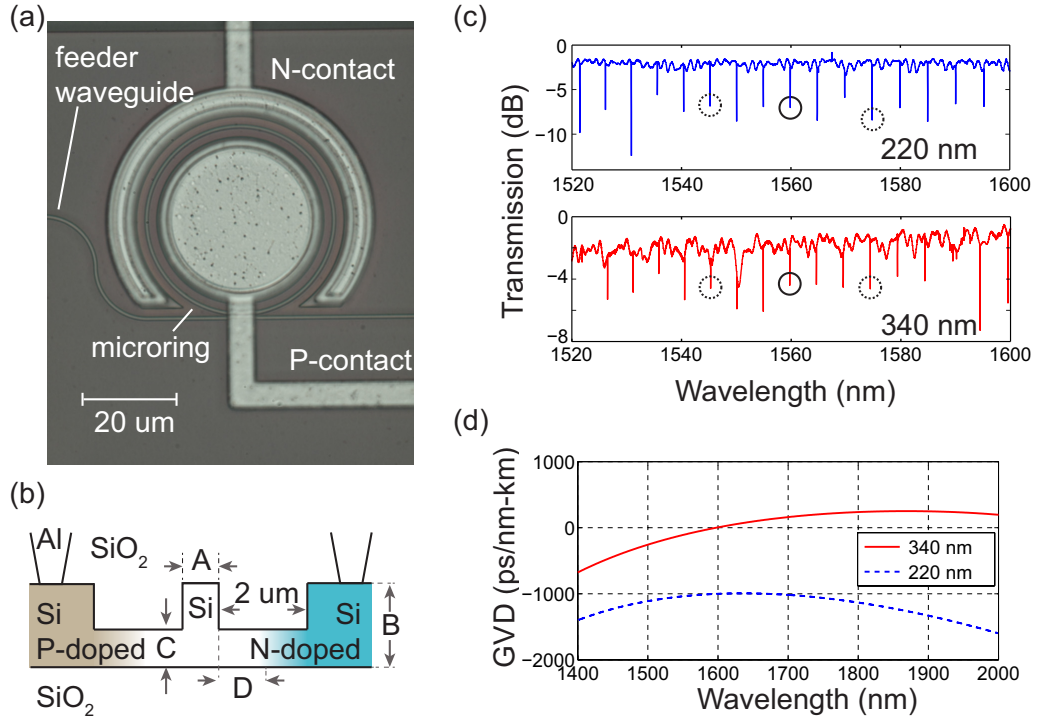 (a)
feeder
waveguide
N-contact
microring
P-contact
20 um
(b)
Al
SiO2
A
Si
Si
2 um
Si
B
P-doped
C
N-doped
D
SiO2
(c)
Transmission (dB)
0
−5
−10
220 nm
1520 1540 1560 1580 1600
0
−4
−8
340 nm
1520 1540 1560 1580 1600
Wavelength (nm)
(d)
GVD (ps/nm-km)
1000
0
−1000
−2000
340 nm
220 nm
1400 1500 1600 1700 1800 1900 2000
Wavelength (nm)